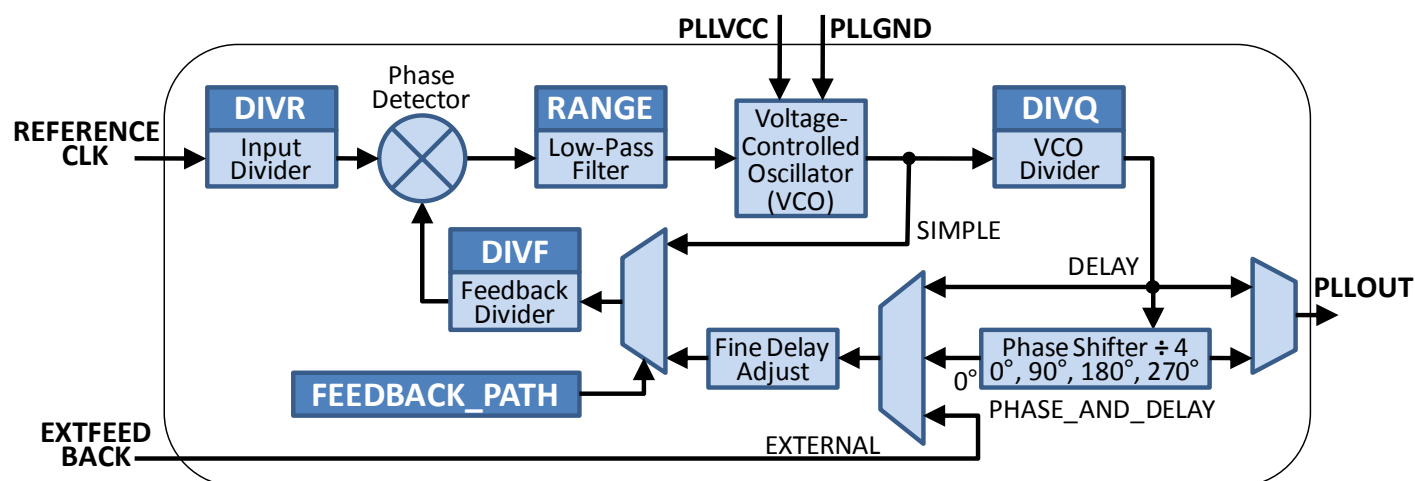 PLLVCC
PLLGND
Phase
Detector
DIVR
RANGE
DIVQ
REFERENCE
CLK
Input
Divider
Low-Pass
Filter
Voltage-
Controlled
Oscillator
(VCO)
VCO
Divider
SIMPLE
DIVF
Feedback
Divider
DELAY
PLLOUT
Fine Delay
Adjust
Phase Shifter ÷ 4
0°, 90°, 180°, 270°
0°
FEEDBACK_PATH
PHASE_AND_DELAY
EXTFEED
BACK
EXTERNAL